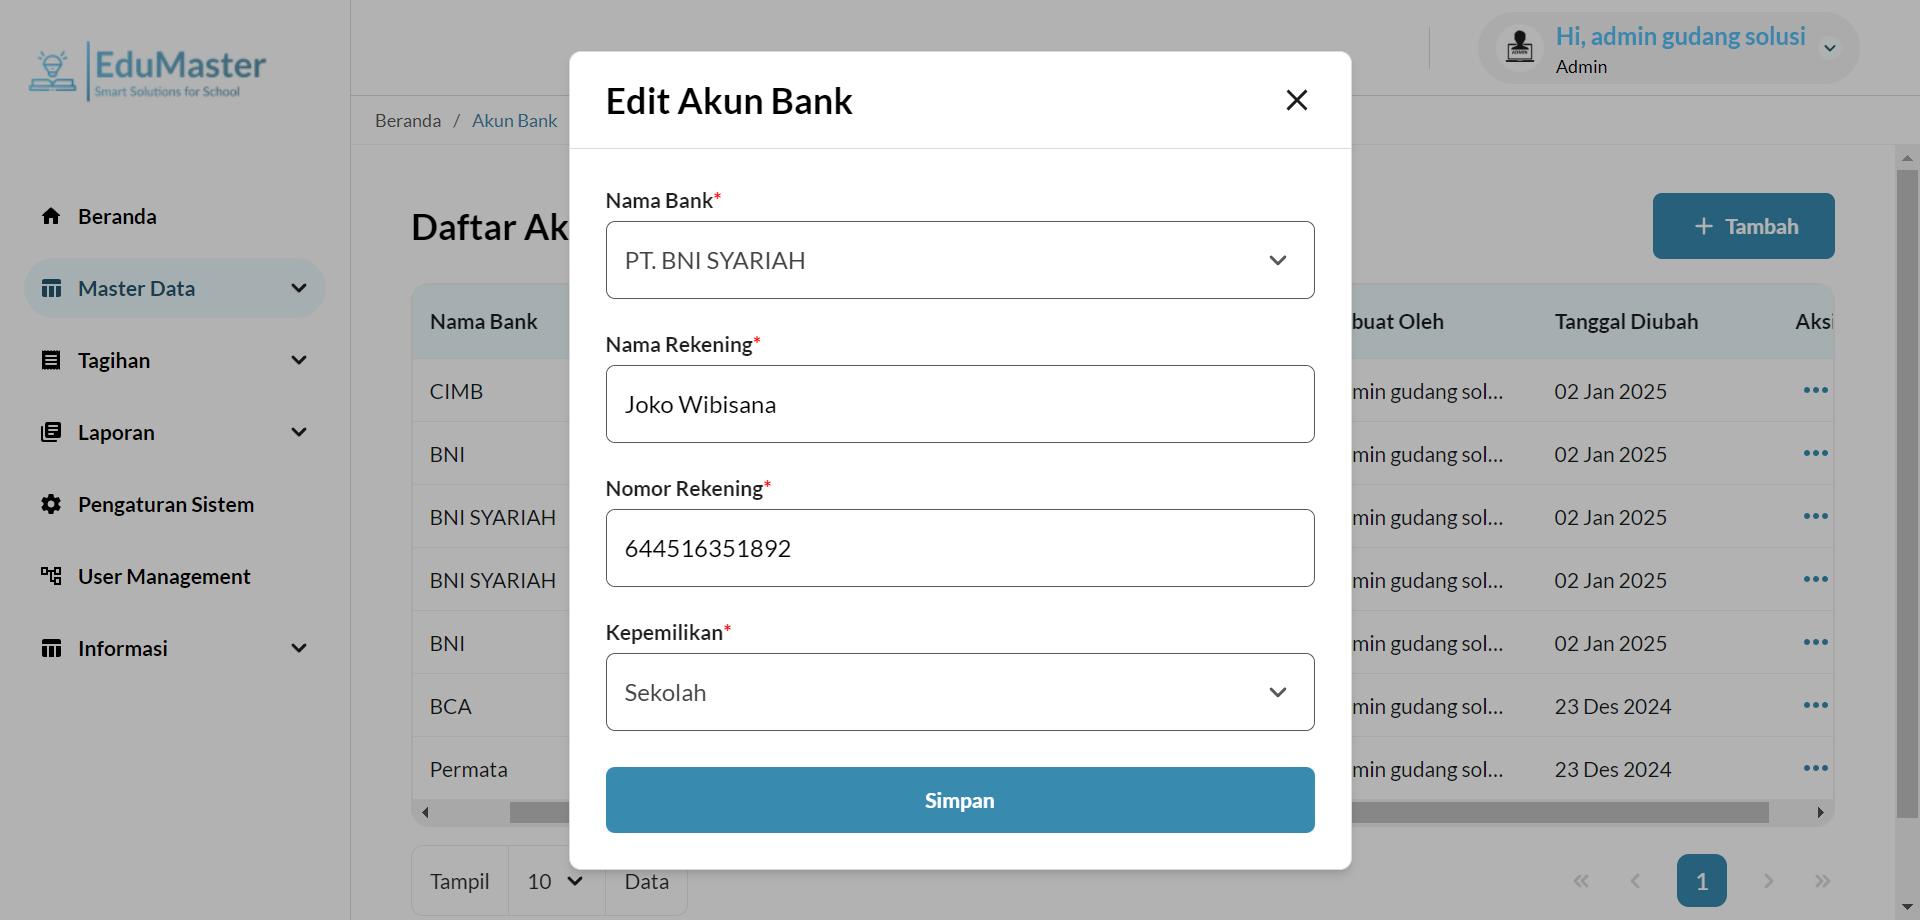 EduMaster
Smart Solutions for School
Hi, admin gudang solusi
Admin
Beranda / Akun Bank
Beranda
Master Data
Tagihan
Laporan
Pengaturan Sistem
User Management
Informasi
Daftar Ak
+ Tambah
Nama Bank buat Oleh Tanggal Diubah Aksi
CIMB min gudang sol... 02 Jan 2025
BNI min gudang sol... 02 Jan 2025
BNI SYARIAH min gudang sol... 02 Jan 2025
BNI SYARIAH min gudang sol... 02 Jan 2025
BNI min gudang sol... 02 Jan 2025
BCA min gudang sol... 23 Des 2024
Permata min gudang sol... 23 Des 2024
Tampil 10 Data
1
Edit Akun Bank
Nama Bank*
PT. BNI SYARIAH
Nama Rekening*
Joko Wibisana
Nomor Rekening*
644516351892
Kepemilikan*
Sekolah
Simpan